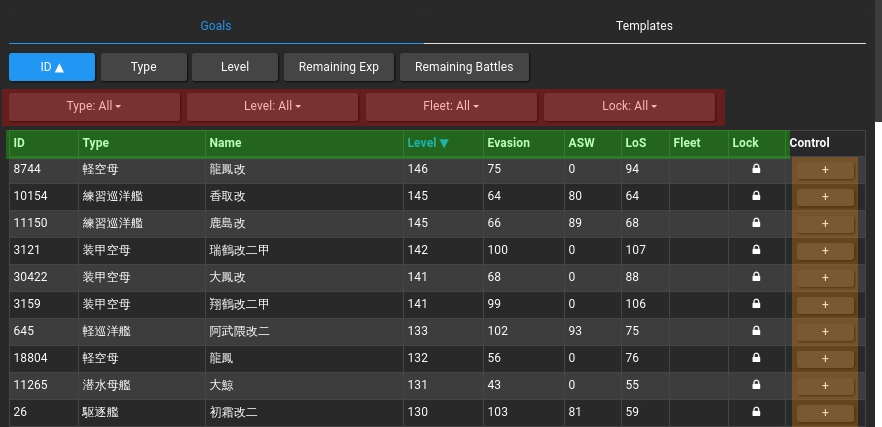 Goals Templates
ID ▲ Type Level Remaining Exp Remaining Battles
Type: All Level: All Fleet: All Lock: All
ID Type Name Level ▼ Evasion ASW LoS Fleet Lock Control
8744 軽空母 龍鳳改 146 75 0 94 +
10154 練習巡洋艦 香取改 145 64 80 64 +
11150 練習巡洋艦 鹿島改 145 66 89 68 +
3121 装甲空母 瑞鶴改二甲 142 100 0 107 +
30422 装甲空母 大鳳改 141 68 0 88 +
3159 装甲空母 翔鶴改二甲 141 99 0 106 +
645 軽巡洋艦 阿武隈改二 133 102 93 75 +
18804 軽空母 龍鳳 132 56 0 76 +
11265 潜水母艦 大鯨 131 43 0 55 +
26 駆逐艦 初霜改二 130 103 81 59 +